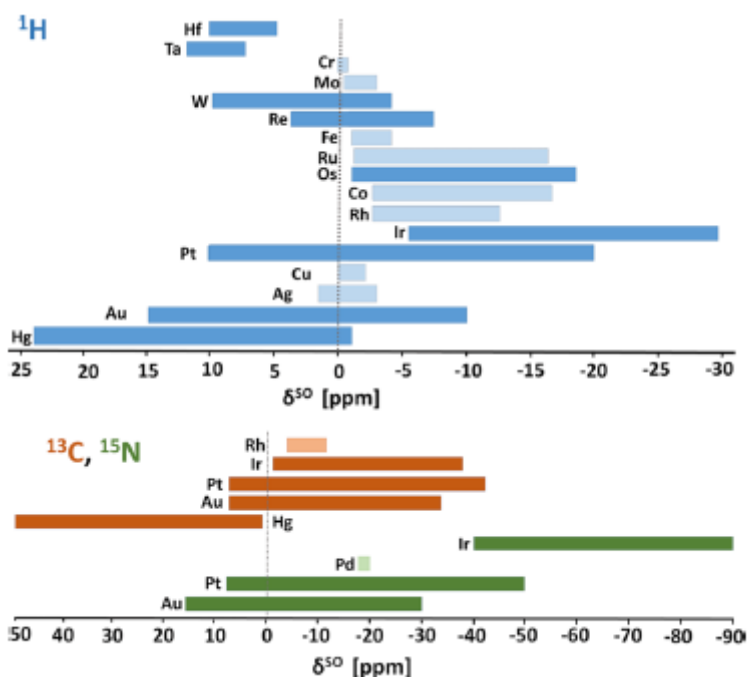 ¹H
Hf
Ta
Cr
Mo
W
Re
Fe
Ru
Os
Co
Rh
Ir
Pt
Cu
Ag
Au
Hg
25 20 15 10 5 0 -5 -10 -15 -20 -25 -30
δˢᴼ [ppm]
¹³C, ¹⁵N
Rh
Ir
Pt
Au
Hg
Ir
Pd
Pt
Au
50 40 30 20 10 0 -10 -20 -30 -40 -50 -60 -70 -80 -90
δˢᴼ [ppm]